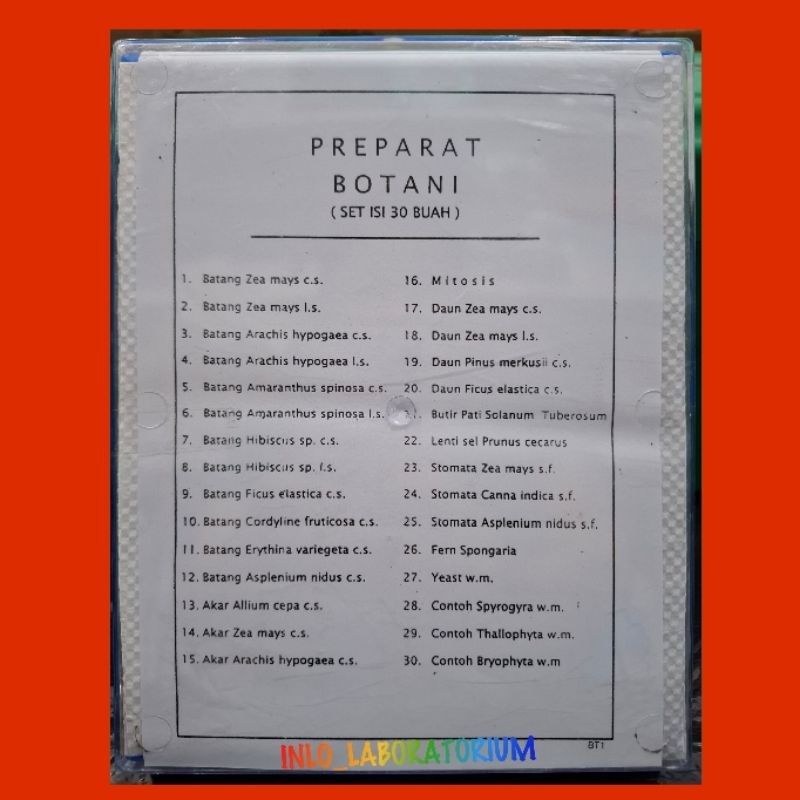 PREPARAT
BOTANI
( SET ISI 30 BUAH )
1. Batang Zea mays c.s.
2. Batang Zea mays l.s.
3. Batang Arachis hypogaea c.s.
4. Batang Arachis hypogaea l.s.
5. Batang Amaranthus spinosa c.s.
6. Batang Amaranthus spinosa l.s.
7. Batang Hibiscus sp. c.s.
8. Batang Hibiscus sp. l.s.
9. Batang Ficus elastica c.s.
10. Batang Cordyline fruticosa c.s.
11. Batang Erythina variegeta c.s.
12. Batang Asplenium nidus c.s.
13. Akar Allium cepa c.s.
14. Akar Zea mays c.s.
15. Akar Arachis hypogaea c.s.
16. Mitosis
17. Daun Zea mays c.s.
18. Daun Zea mays l.s.
19. Daun Pinus merkusii c.s.
20. Daun Ficus elastica c.s.
21. Butir Pati Solanum Tuberosum
22. Lenti sel Prunus cecarus
23. Stomata Zea mays s.f.
24. Stomata Canna indica s.f.
25. Stomata Asplenium nidus s.f.
26. Fern Spongaria
27. Yeast w.m.
28. Contoh Spyrogyra w.m.
29. Contoh Thallophyta w.m.
30. Contoh Bryophyta w.m
BT1
INLO_LABORATORIUM